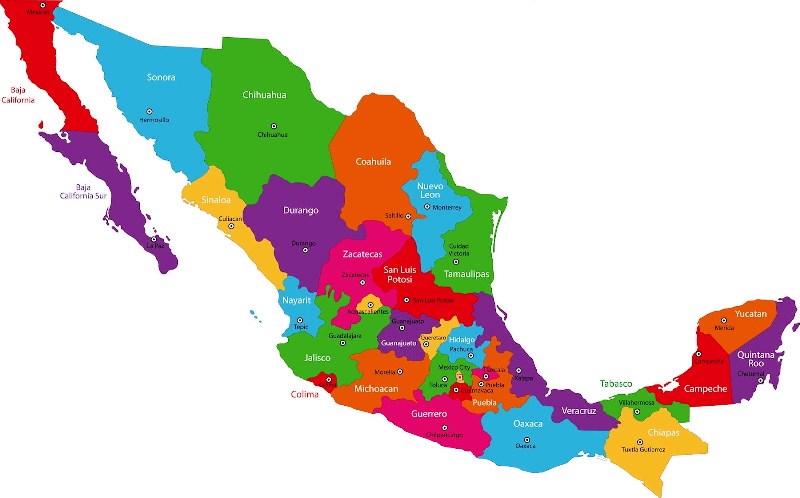 Mexicali
Baja
California
Sonora
Hermosillo
Chihuahua
Chihuahua
Coahuila
Saltillo
Nuevo
Leon
Monterrey
Baja
California Sur
La Paz
Sinaloa
Culiacan
Durango
Durango
Zacatecas
Zacatecas
San Luis
Potosi
San Luis Potosi
Cuidad
Victoria
Tamaulipas
Nayarit
Tepic
Aguascalientes
Guanajuato
Guanajuato
Queretaro
Hidalgo
Pachuca
Guadalajara
Jalisco
Colima
Morelia
Michoacan
Mexico City
Toluca
Tlaxcala
Puebla
Puebla
Cuernavaca
Xalapa
Veracruz
Guerrero
Chilpancingo
Oaxaca
Oaxaca
Tabasco
Villahermosa
Chiapas
Tuxtla Gutierrez
Campeche
Campeche
Yucatan
Merida
Quintana
Roo
Chetumal